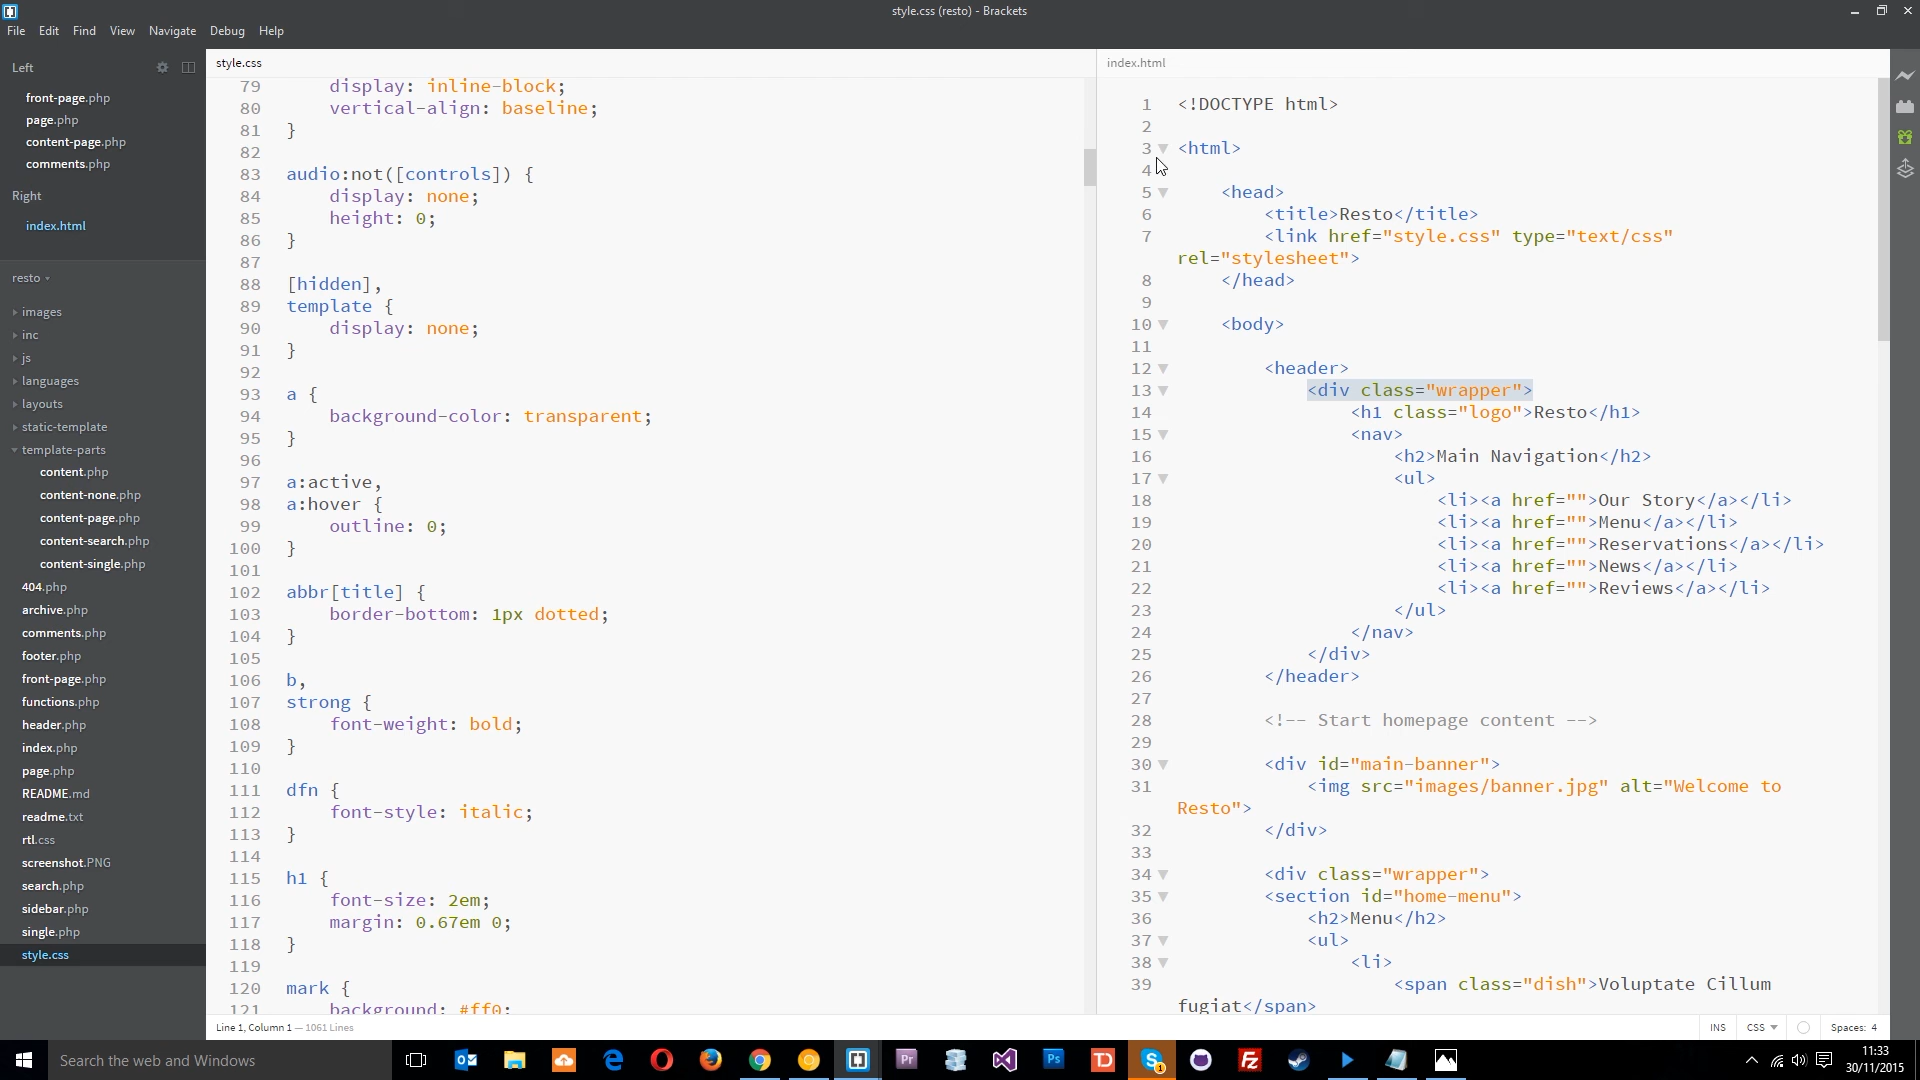 style.css (resto) - Brackets
File Edit Find View Navigate Debug Help
Left
front-page.php
page.php
content-page.php
comments.php
Right
index.html
resto
images
inc
js
languages
layouts
static-template
template-parts
content.php
content-none.php
content-page.php
content-search.php
content-single.php
404.php
archive.php
comments.php
footer.php
front-page.php
functions.php
header.php
index.php
page.php
README.md
readme.txt
rtl.css
screenshot.PNG
search.php
sidebar.php
single.php
style.css
style.css
79 display: inline-block;
80 vertical-align: baseline;
81 }
82
83 audio:not([controls]) {
84 display: none;
85 height: 0;
86 }
87
88 [hidden],
89 template {
90 display: none;
91 }
92
93 a {
94 background-color: transparent;
95 }
96
97 a:active,
98 a:hover {
99 outline: 0;
100 }
101
102 abbr[title] {
103 border-bottom: 1px dotted;
104 }
105
106 b,
107 strong {
108 font-weight: bold;
109 }
110
111 dfn {
112 font-style: italic;
113 }
114
115 h1 {
116 font-size: 2em;
117 margin: 0.67em 0;
118 }
119
120 mark {
121 background: #ff0;
index.html
1 <!DOCTYPE html>
2
3 <html>
4
5 <head>
6 <title>Resto</title>
7 <link href="style.css" type="text/css"
rel="stylesheet">
8 </head>
9
10 <body>
11
12 <header>
13 <div class="wrapper">
14 <h1 class="logo">Resto</h1>
15 <nav>
16 <h2>Main Navigation</h2>
17 <ul>
18 <li><a href="">Our Story</a></li>
19 <li><a href="">Menu</a></li>
20 <li><a href="">Reservations</a></li>
21 <li><a href="">News</a></li>
22 <li><a href="">Reviews</a></li>
23 </ul>
24 </nav>
25 </div>
26 </header>
27
28 <!-- Start homepage content -->
29
30 <div id="main-banner">
31 <img src="images/banner.jpg" alt="Welcome to
Resto">
32 </div>
33
34 <div class="wrapper">
35 <section id="home-menu">
36 <h2>Menu</h2>
37 <ul>
38 <li>
39 <span class="dish">Voluptate Cillum
fugiat</span>
Line 1, Column 1 — 1061 Lines
INS CSS Spaces: 4
Search the web and Windows
Pr
Ps
TD
1
Fz
11:33
30/11/2015